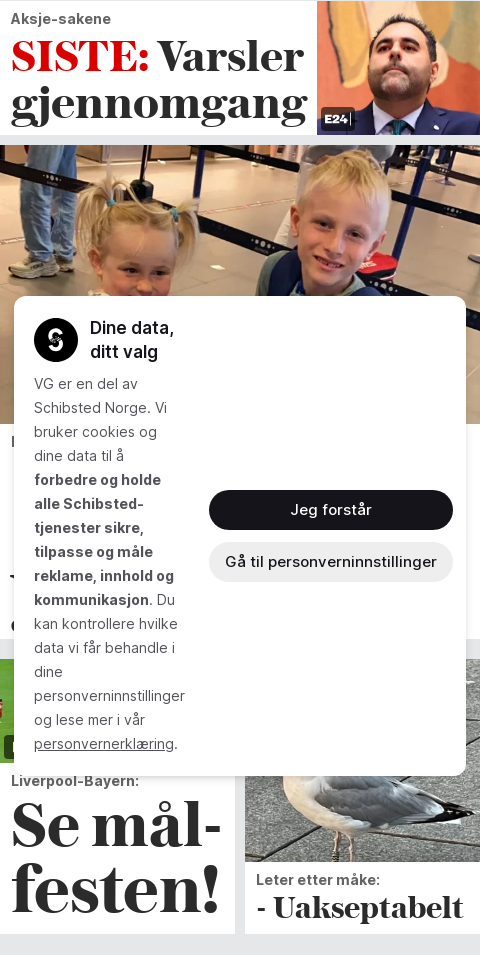 Aksje-sakene
SISTE: Varsler
gjennomgang
E24
Dine data,
ditt valg
VG er en del av
Schibsted Norge. Vi
bruker cookies og
dine data til å
forbedre og holde
alle Schibsted-
tjenester sikre,
tilpasse og måle
reklame, innhold og
kommunikasjon. Du
kan kontrollere hvilke
data vi får behandle i
dine
personverninnstillinger
og lese mer i vår
personvernerklæring.
Jeg forstår
Gå til personverninnstillinger
Liverpool-Bayern:
Se mål-
festen!
Leter etter måke:
- Uakseptabelt